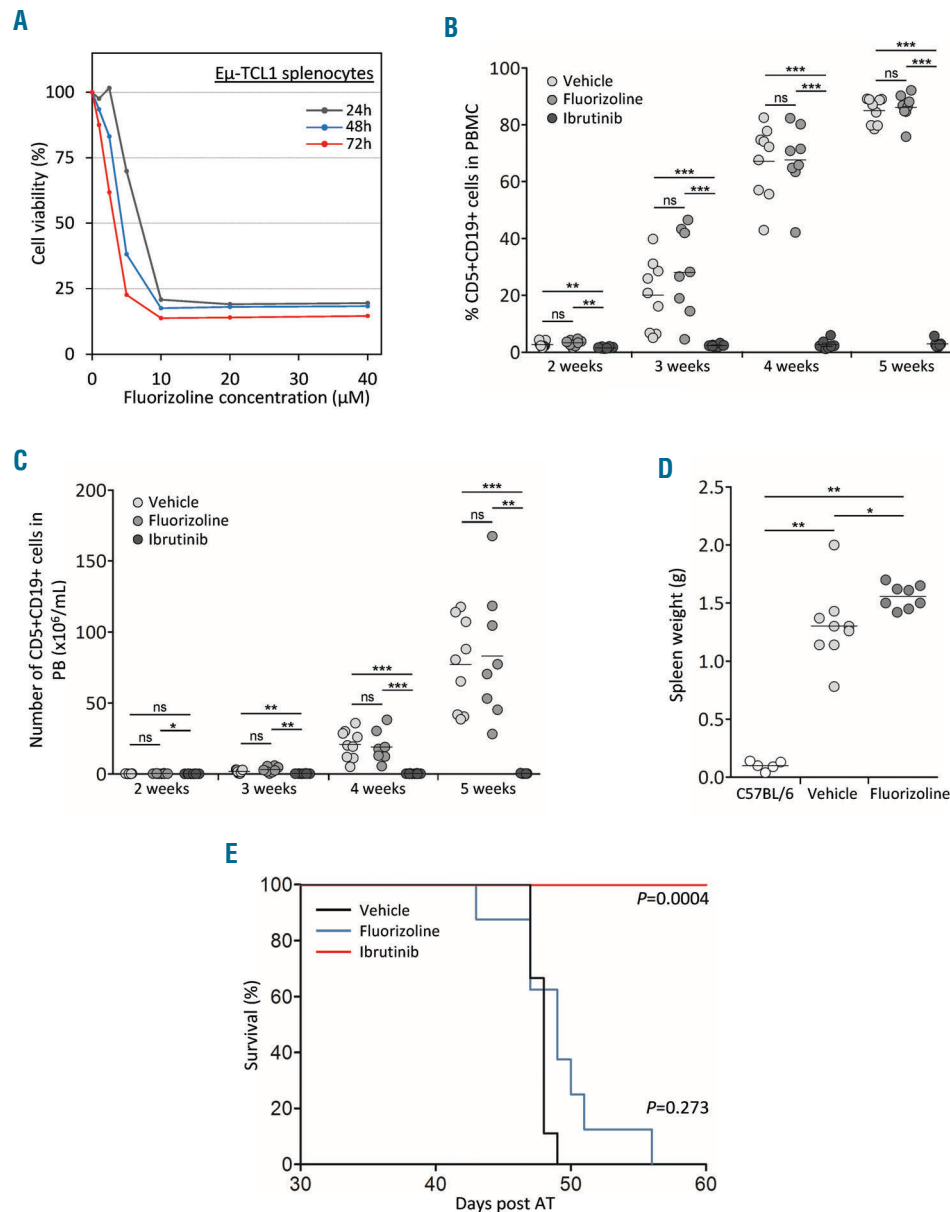 A
Eμ-TCL1 splenocytes
24h
48h
72h
Cell viability (%)
100
75
50
25
0
0 10 20 30 40
Fluorizoline concentration (μM)
B
Vehicle
Fluorizoline
Ibrutinib
% CD5+CD19+ cells in PBMC
100
80
60
40
20
0
**
ns
**
***
ns
***
***
ns
***
***
ns
***
2 weeks 3 weeks 4 weeks 5 weeks
C
Vehicle
Fluorizoline
Ibrutinib
Number of CD5+CD19+ cells in
PB (x10⁶/mL)
200
150
100
50
0
ns
ns
*
**
ns
**
***
ns
***
***
ns
**
2 weeks 3 weeks 4 weeks 5 weeks
D
Spleen weight (g)
2.5
2.0
1.5
1.0
0.5
0.0
**
**
*
C57BL/6 Vehicle Fluorizoline
E
Vehicle
Fluorizoline
Ibrutinib
P=0.0004
P=0.273
Survival (%)
100
80
60
40
20
0
30 40 50 60
Days post AT